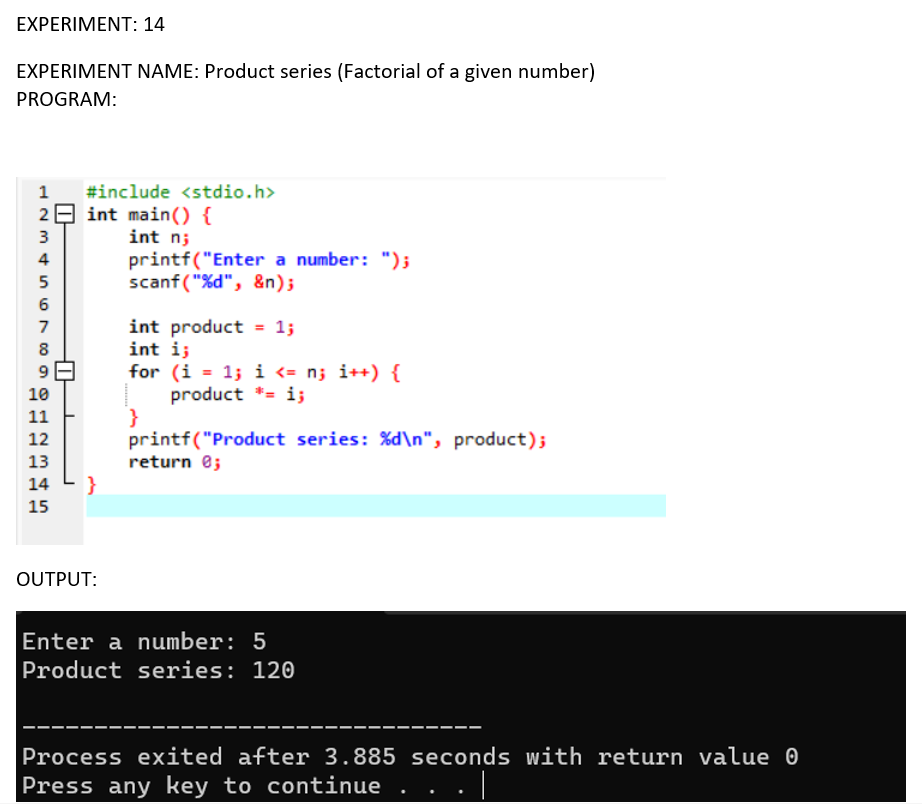 EXPERIMENT: 14
EXPERIMENT NAME: Product series (Factorial of a given number)
PROGRAM:
1 #include <stdio.h>
2 int main() {
3     int n;
4     printf("Enter a number: ");
5     scanf("%d", &n);
6
7     int product = 1;
8     int i;
9     for (i = 1; i <= n; i++) {
10         product *= i;
11     }
12     printf("Product series: %d\n", product);
13     return 0;
14 }
15
OUTPUT:
Enter a number: 5
Product series: 120
--------------------------------
Process exited after 3.885 seconds with return value 0
Press any key to continue . . .